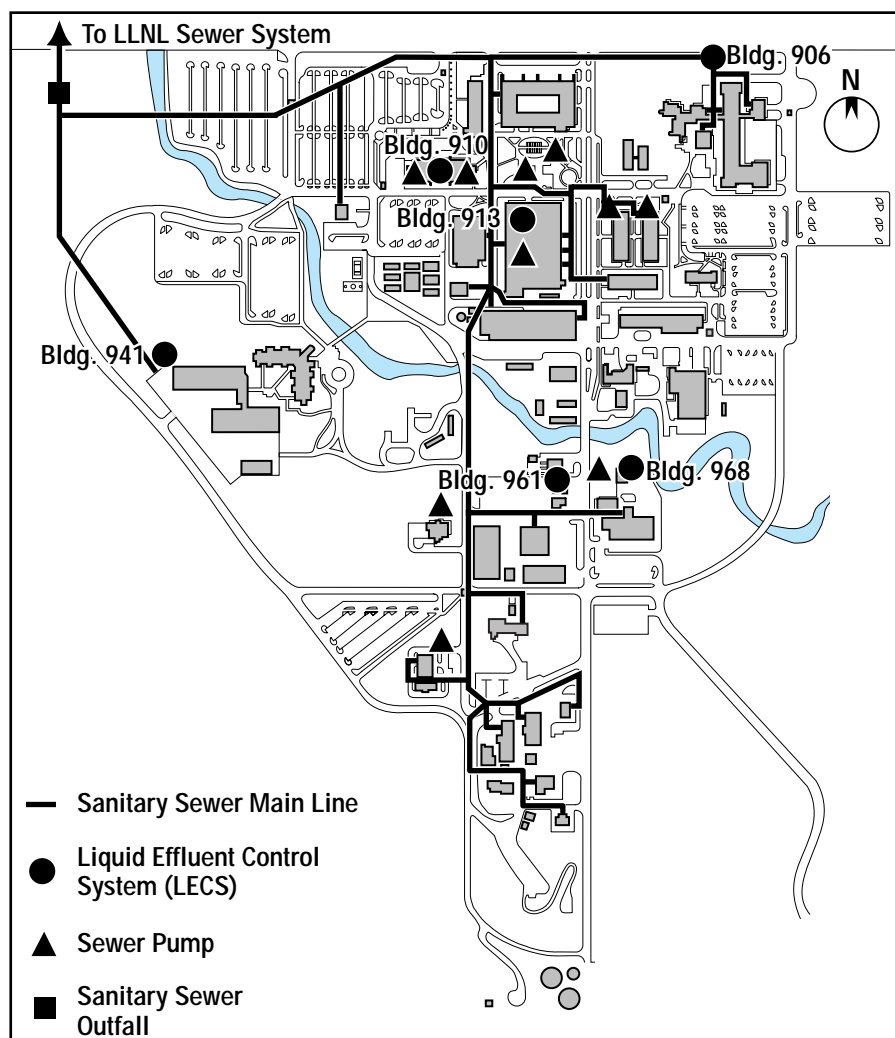 To LLNL Sewer System
Bldg. 906
N
Bldg. 910
Bldg. 913
Bldg. 941
Bldg. 961
Bldg. 968
Sanitary Sewer Main Line
Liquid Effluent Control
System (LECS)
Sewer Pump
Sanitary Sewer
Outfall